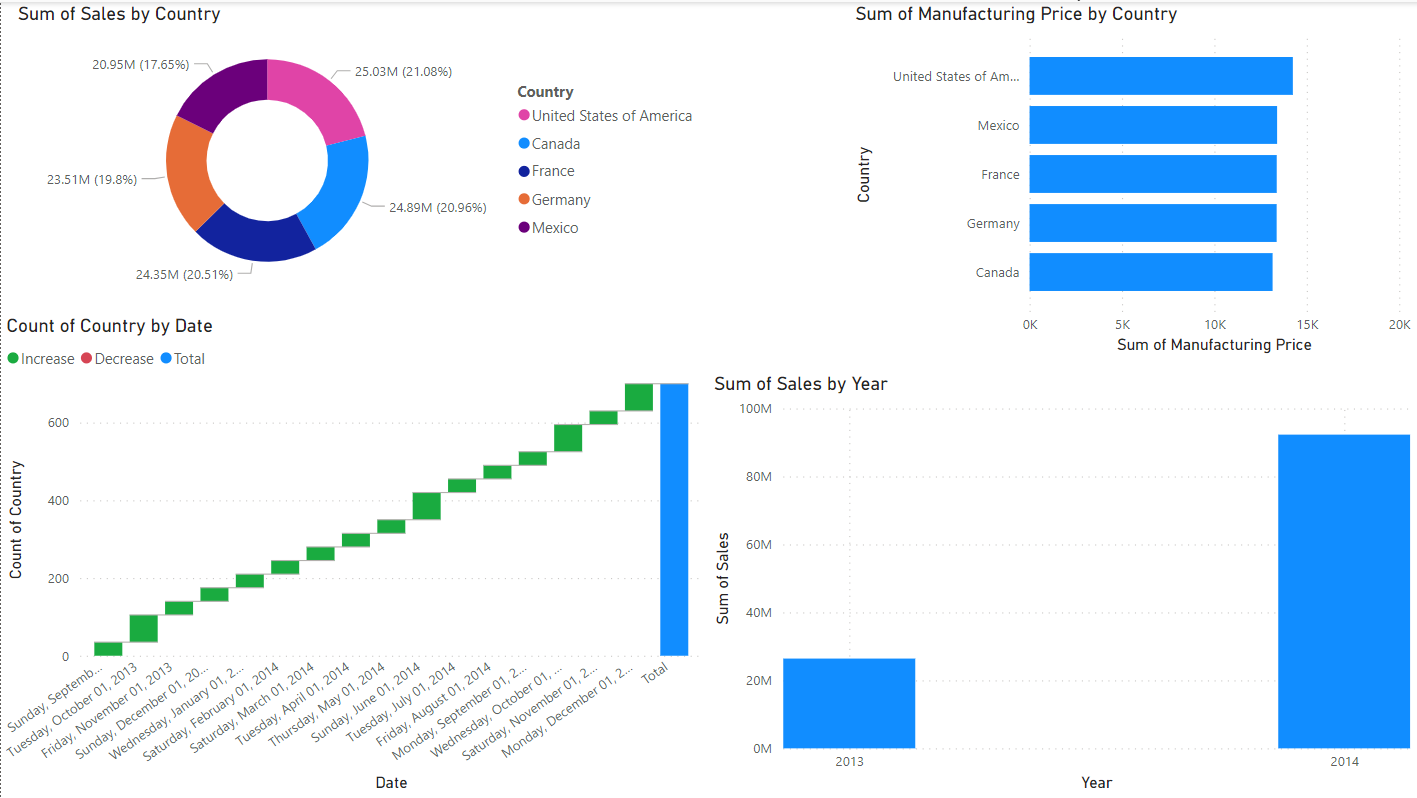 Sum of Sales by Country
20.95M (17.65%)
25.03M (21.08%)
23.51M (19.8%)
24.89M (20.96%)
24.35M (20.51%)
Country
United States of America
Canada
France
Germany
Mexico
Sum of Manufacturing Price by Country
Country
United States of Am...
Mexico
France
Germany
Canada
0K 5K 10K 15K 20K
Sum of Manufacturing Price
Count of Country by Date
Increase Decrease Total
Count of Country
600
400
200
0
Sunday, Septemb...
Tuesday, October 01, 2013
Friday, November 01, 2013
Sunday, December 01, 20...
Wednesday, January 01, 2...
Saturday, February 01, 2014
Saturday, March 01, 2014
Tuesday, April 01, 2014
Thursday, May 01, 2014
Sunday, June 01, 2014
Tuesday, July 01, 2014
Friday, August 01, 2014
Monday, September 01, 2...
Wednesday, October 01, ...
Saturday, November 01, 2...
Monday, December 01, 2...
Total
Date
Sum of Sales by Year
Sum of Sales
100M
80M
60M
40M
20M
0M
2013 2014
Year